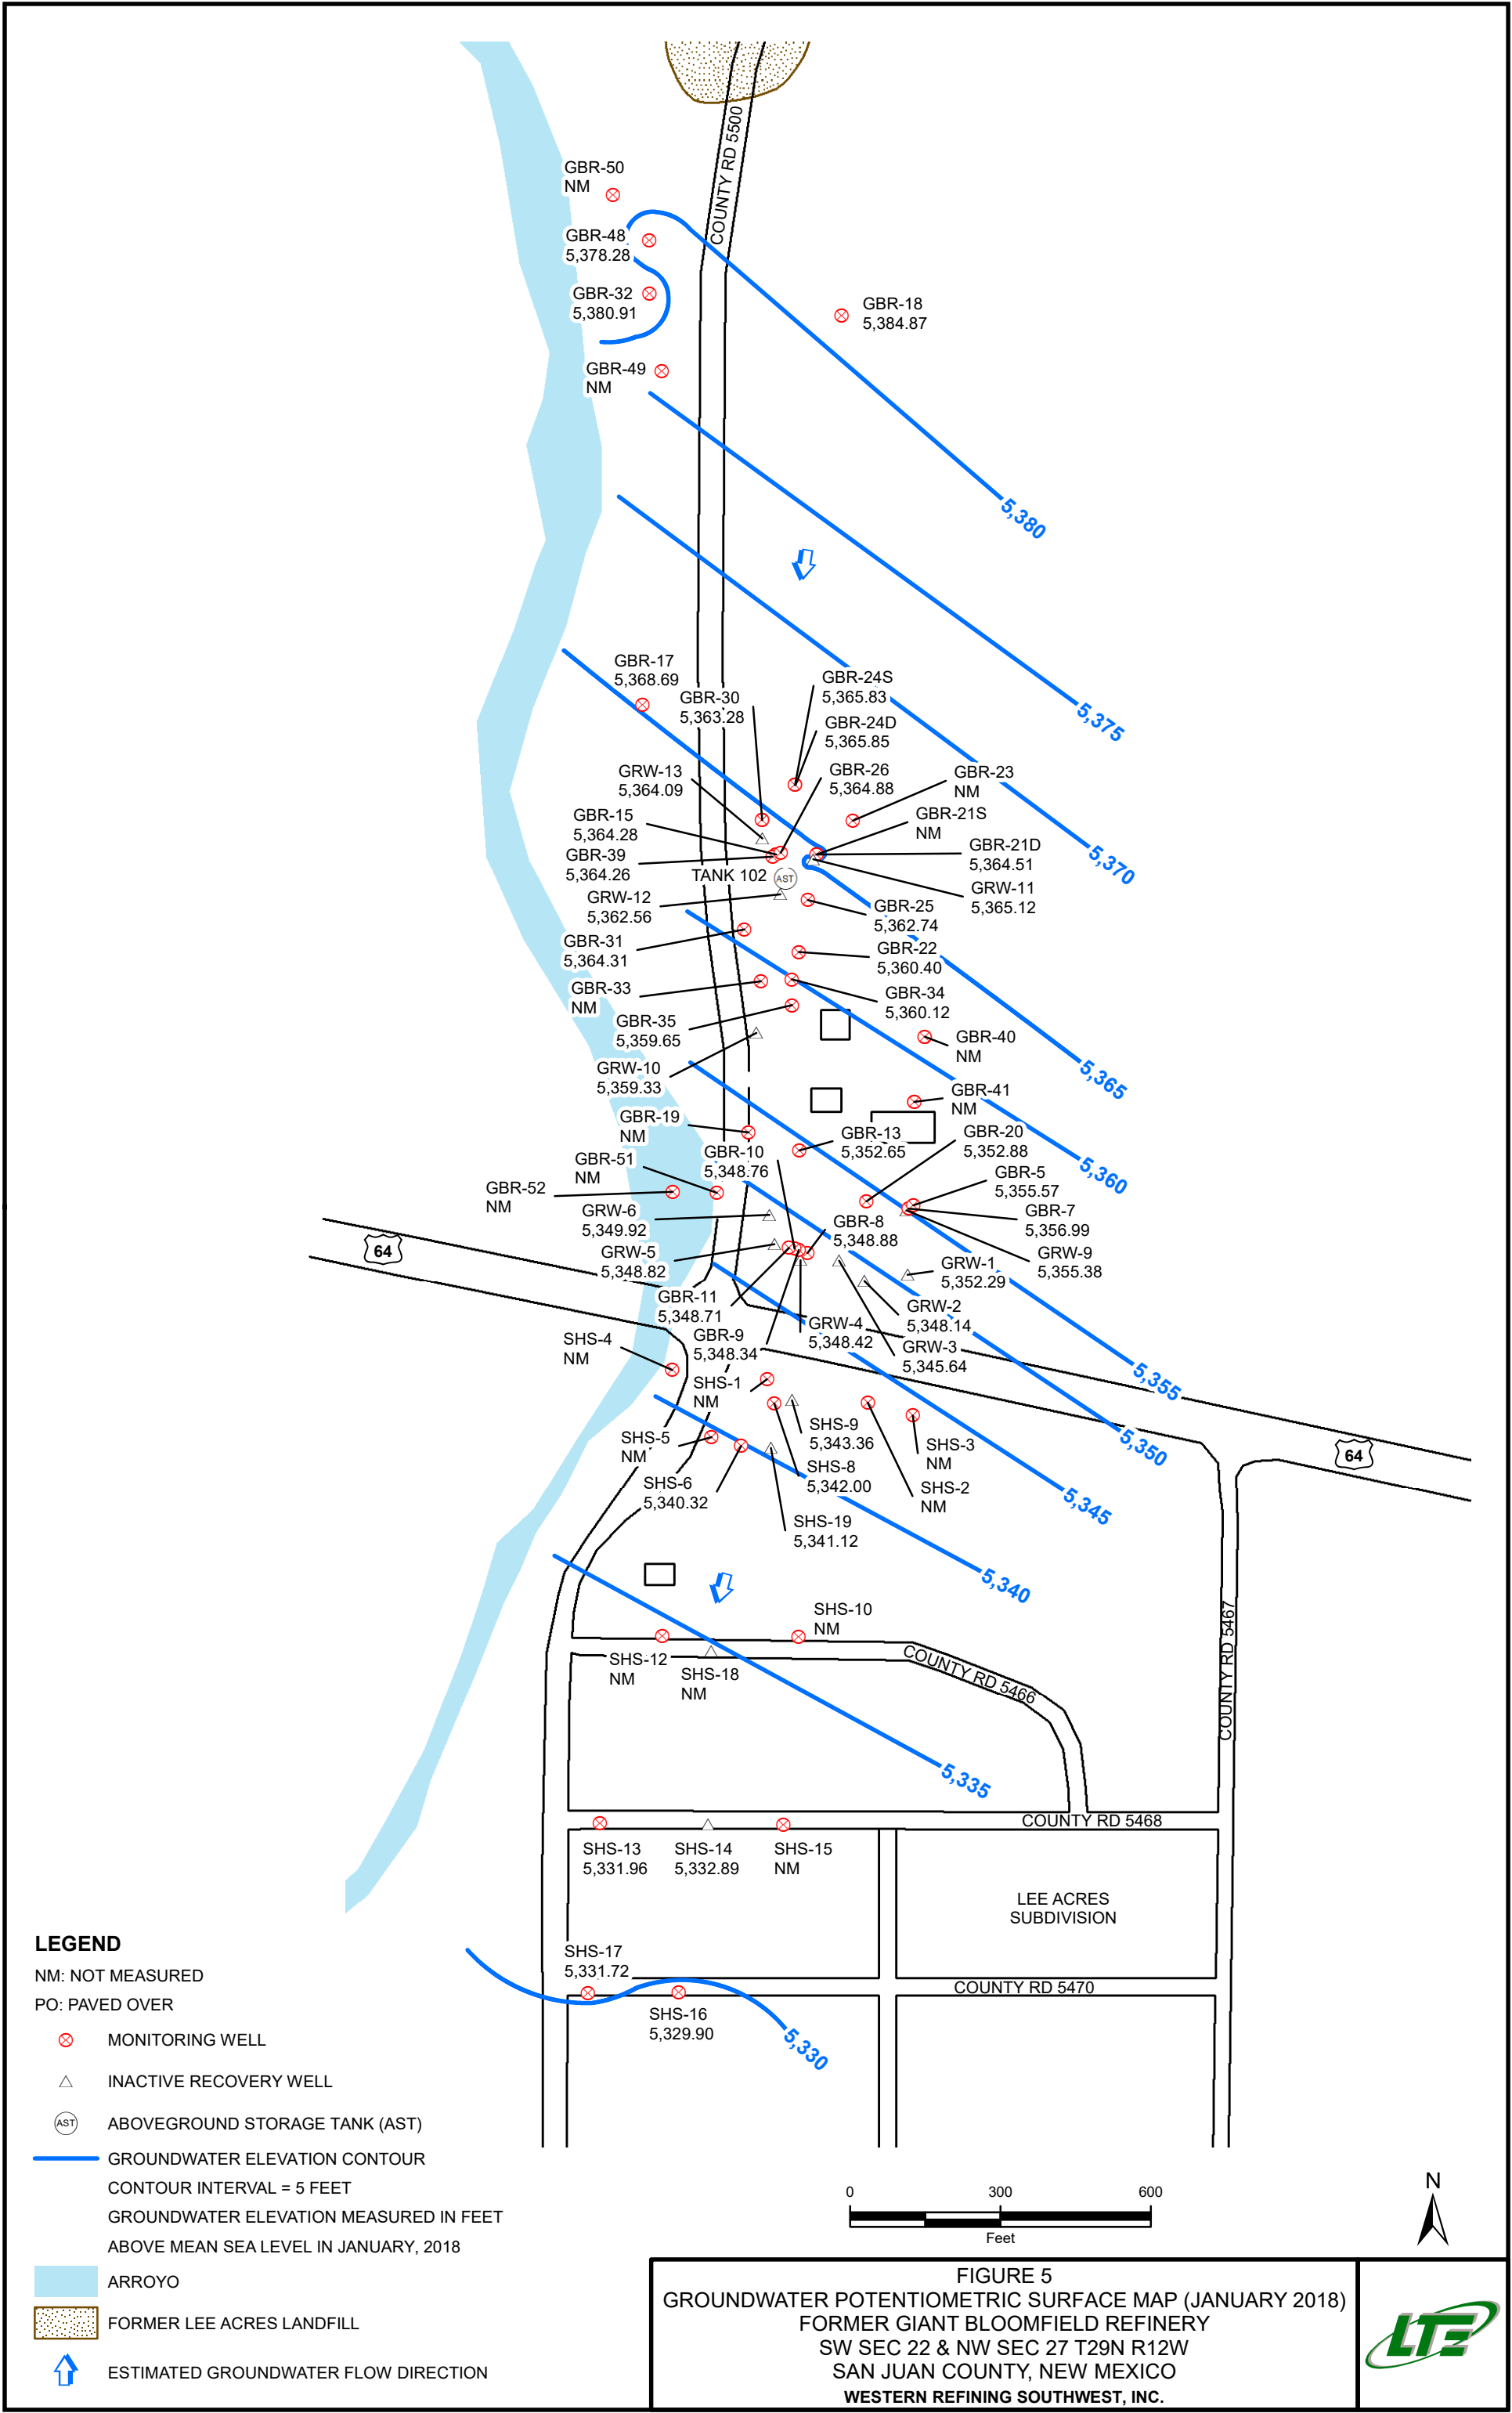 COUNTY RD 5500
GBR-50
NM
GBR-48
5,378.28
GBR-32
5,380.91
GBR-18
5,384.87
GBR-49
NM
5,380
5,375
GBR-17
5,368.69
GBR-30
5,363.28
GBR-24S
5,365.83
GBR-24D
5,365.85
GRW-13
5,364.09
GBR-26
5,364.88
GBR-23
NM
GBR-15
5,364.28
GBR-21S
NM
GBR-39
5,364.26
GBR-21D
5,364.51
5,370
TANK 102
AST
GRW-11
5,365.12
GRW-12
5,362.56
GBR-25
5,362.74
GBR-31
5,364.31
GBR-22
5,360.40
GBR-33
NM
GBR-34
5,360.12
GBR-35
5,359.65
GBR-40
NM
5,365
GRW-10
5,359.33
GBR-41
NM
GBR-19
NM
GBR-13
5,352.65
GBR-20
5,352.88
GBR-10
5,348.76
GBR-51
NM
5,360
GBR-5
5,355.57
GBR-52
NM
GRW-6
5,349.92
GBR-7
5,356.99
GBR-8
5,348.88
64
GRW-5
5,348.82
GRW-9
5,355.38
GRW-1
5,352.29
GBR-11
5,348.71
GRW-2
5,348.14
GRW-4
5,348.42
GBR-9
5,348.34
SHS-4
NM
GRW-3
5,345.64
5,355
SHS-1
NM
SHS-9
5,343.36
SHS-5
NM
SHS-3
NM
5,350
64
SHS-8
5,342.00
SHS-6
5,340.32
SHS-2
NM
5,345
SHS-19
5,341.12
5,340
SHS-10
NM
COUNTY RD 5467
SHS-12
NM
SHS-18
NM
COUNTY RD 5466
5,335
COUNTY RD 5468
SHS-13
5,331.96
SHS-14
5,332.89
SHS-15
NM
LEE ACRES
SUBDIVISION
SHS-17
5,331.72
COUNTY RD 5470
SHS-16
5,329.90
5,330
LEGEND
NM: NOT MEASURED
PO: PAVED OVER
MONITORING WELL
INACTIVE RECOVERY WELL
AST ABOVEGROUND STORAGE TANK (AST)
GROUNDWATER ELEVATION CONTOUR
CONTOUR INTERVAL = 5 FEET
GROUNDWATER ELEVATION MEASURED IN FEET
ABOVE MEAN SEA LEVEL IN JANUARY, 2018
ARROYO
FORMER LEE ACRES LANDFILL
ESTIMATED GROUNDWATER FLOW DIRECTION
0 300 600
Feet
N
FIGURE 5
GROUNDWATER POTENTIOMETRIC SURFACE MAP (JANUARY 2018)
FORMER GIANT BLOOMFIELD REFINERY
SW SEC 22 & NW SEC 27 T29N R12W
SAN JUAN COUNTY, NEW MEXICO
WESTERN REFINING SOUTHWEST, INC.
LTE